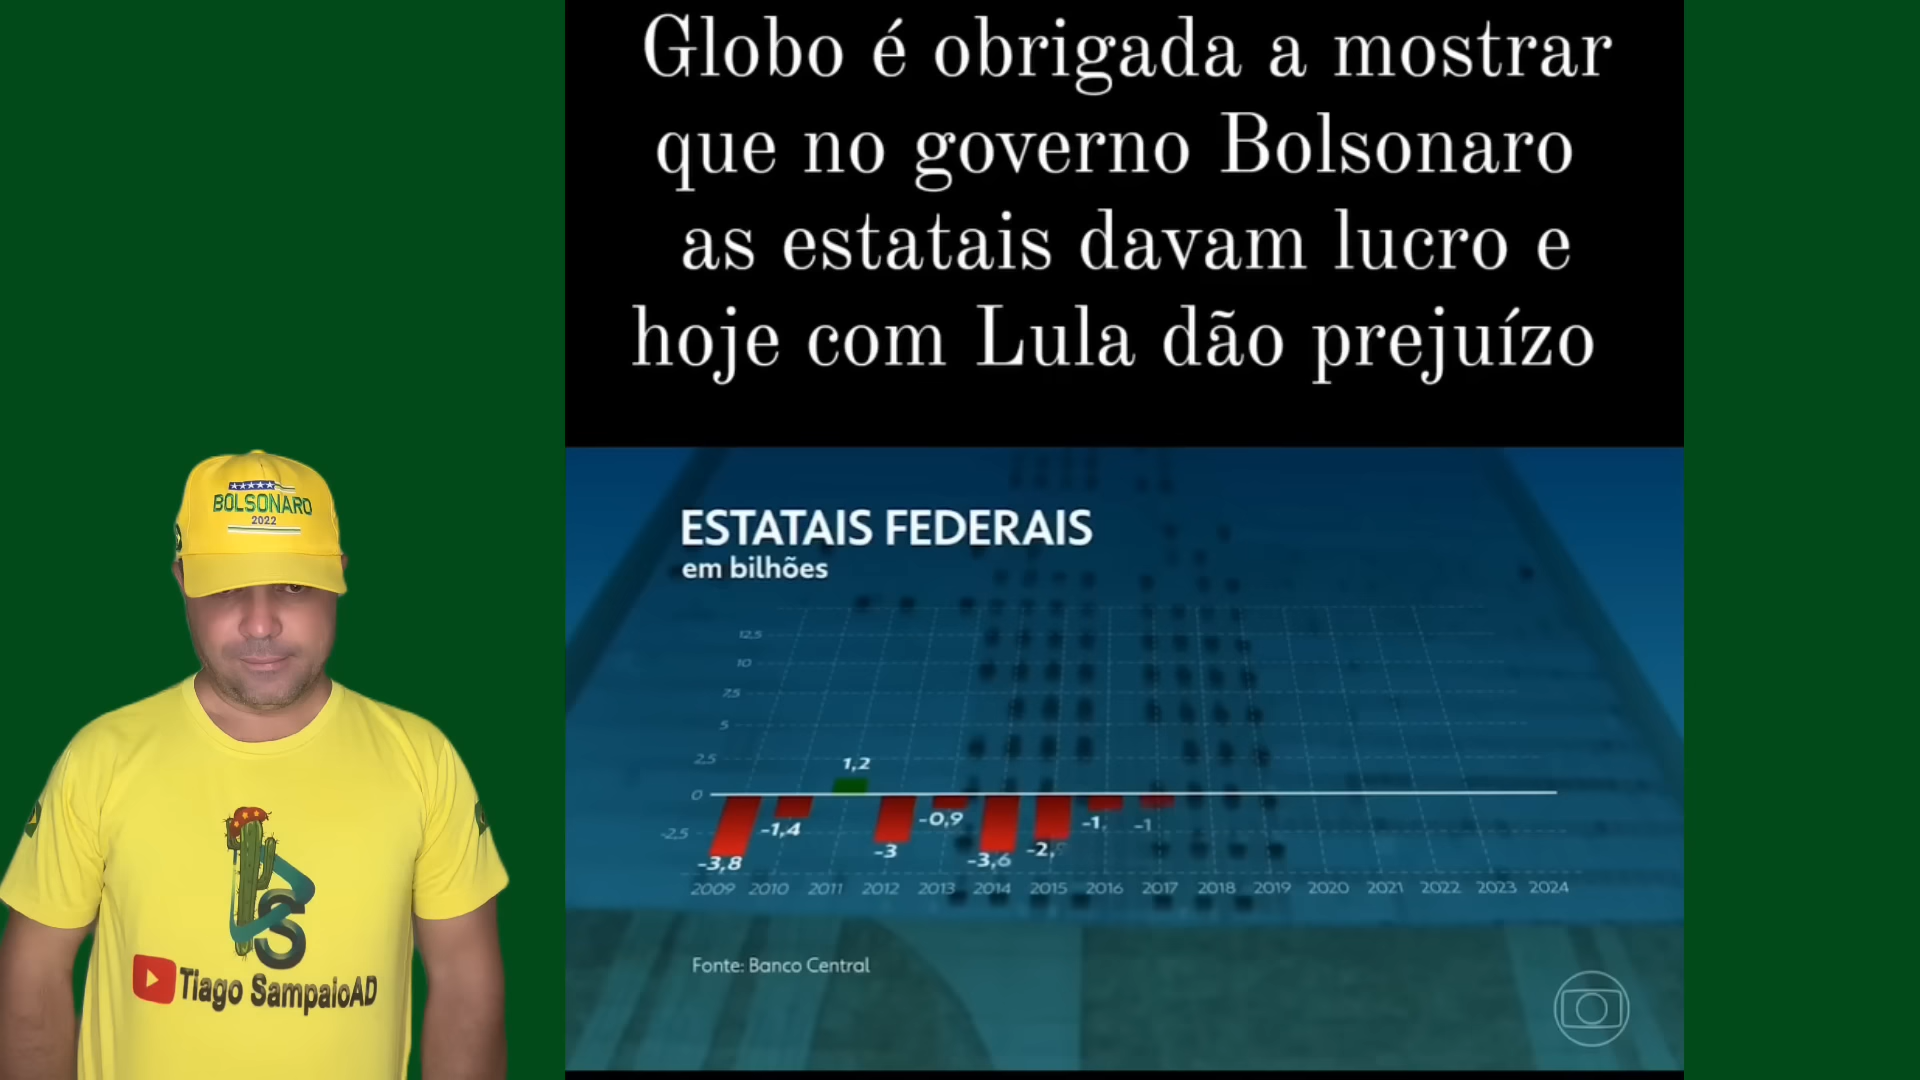 Globo é obrigada a mostrar
que no governo Bolsonaro
as estatais davam lucro e
hoje com Lula dão prejuízo
ESTATAIS FEDERAIS
em bilhões
12,5
10
7,5
5
2,5
0
-2,5
1,2
-3,8
-1,4
-3
-0,9
-3,6
-2,
-1,
-1
2009 2010 2011 2012 2013 2014 2015 2016 2017 2018 2019 2020 2021 2022 2023 2024
Fonte: Banco Central
BOLSONARO
2022
S
Tiago SampaioAD